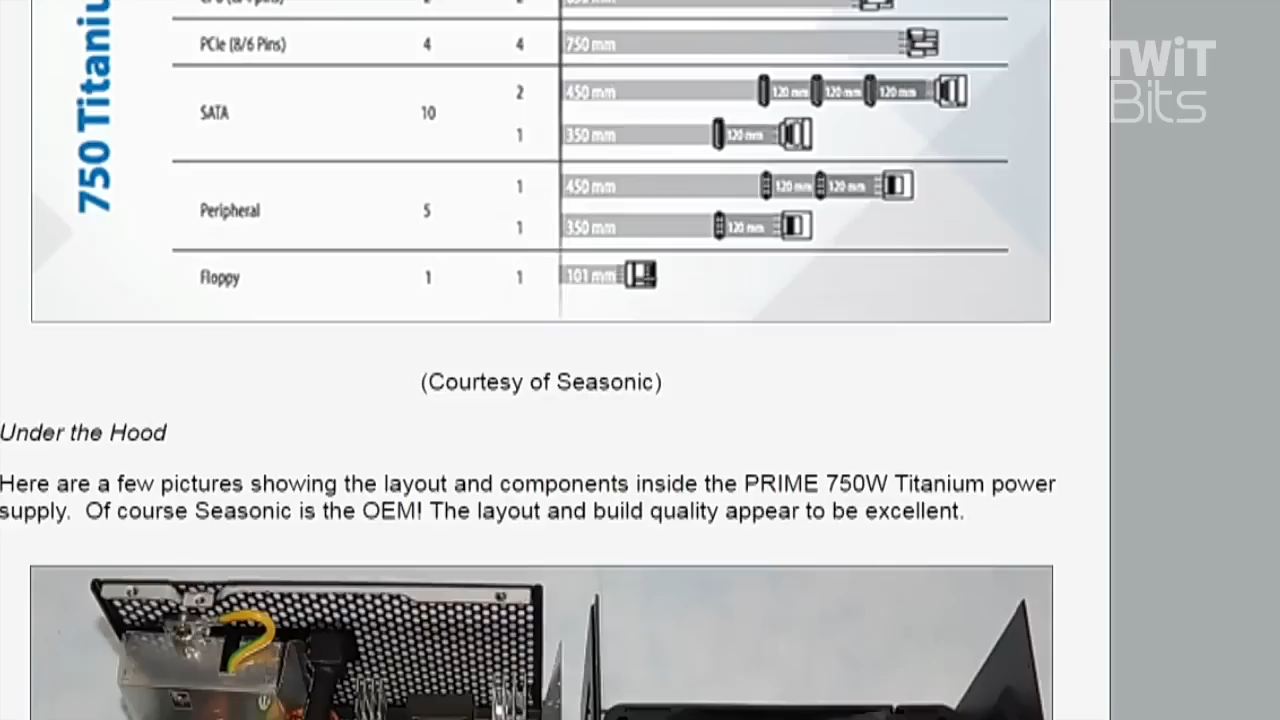 750 Titaniu
PCIe (8/6 Pins) 4 4 750 mm
SATA 10
2 450 mm 120 mm 120 mm 120 mm
1 350 mm 120 mm
Peripheral 5
1 450 mm 120 mm 120 mm
1 350 mm 120 mm
Floppy 1 1 101 mm
(Courtesy of Seasonic)
Under the Hood
Here are a few pictures showing the layout and components inside the PRIME 750W Titanium power
supply. Of course Seasonic is the OEM! The layout and build quality appear to be excellent.
TWiT
Bits